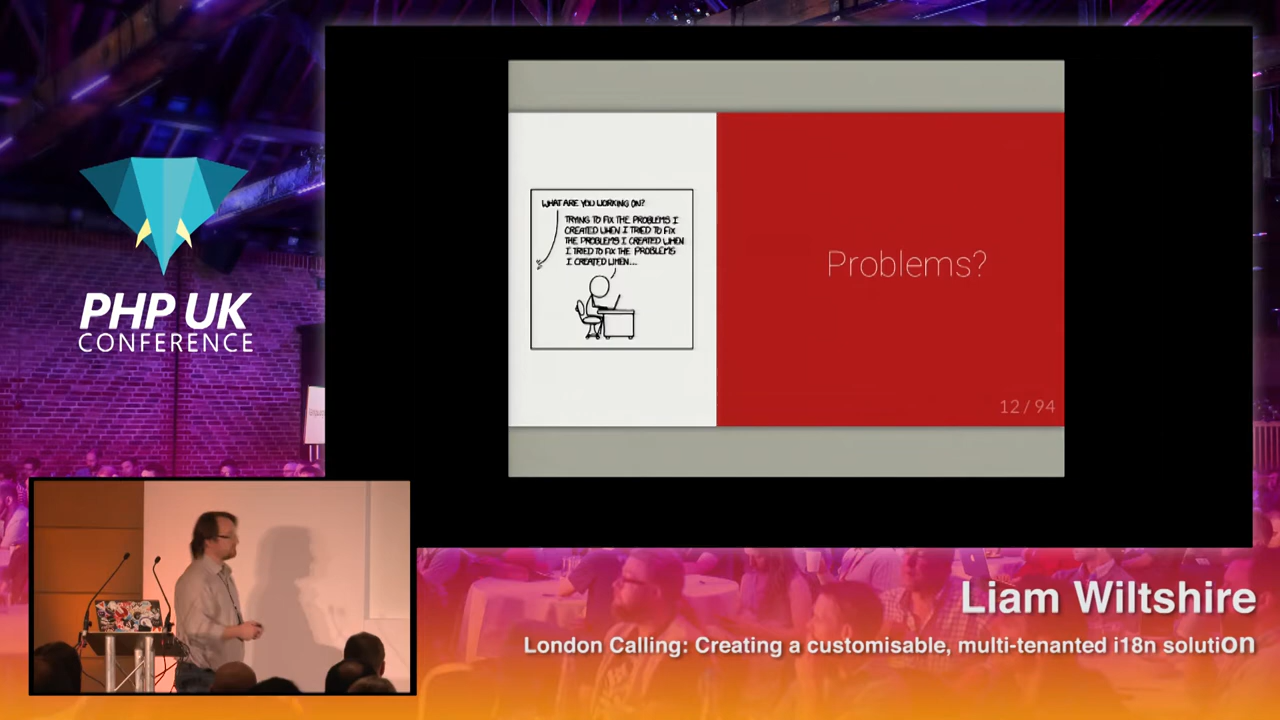 WHAT ARE YOU WORKING ON?
TRYING TO FIX THE PROBLEMS I
CREATED WHEN I TRIED TO FIX
THE PROBLEMS I CREATED WHEN
I TRIED TO FIX THE PROBLEMS
I CREATED WHEN...
Problems?
12 / 94
PHP UK
CONFERENCE
Liam Wiltshire
London Calling: Creating a customisable, multi-tenanted i18n solution